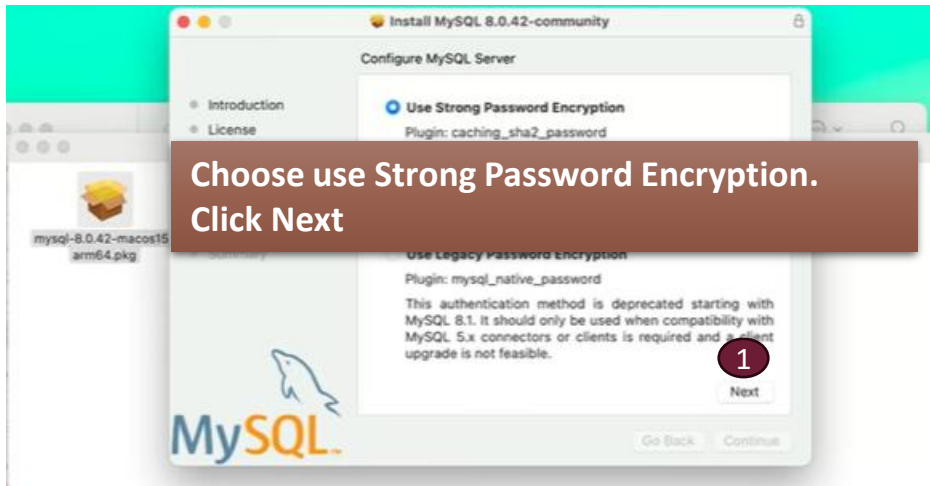 Install MySQL 8.0.42-community
Configure MySQL Server
Introduction
License
Use Strong Password Encryption
Plugin: caching_sha2_password
Choose use Strong Password Encryption.
Click Next
mysql-8.0.42-macos15
arm64.pkg
Summary
Use Legacy Password Encryption
Plugin: mysql_native_password
This authentication method is deprecated starting with
MySQL 8.1. It should only be used when compatibility with
MySQL 5.x connectors or clients is required and a client
upgrade is not feasible.
1
Next
MySQL
Go Back
Continue